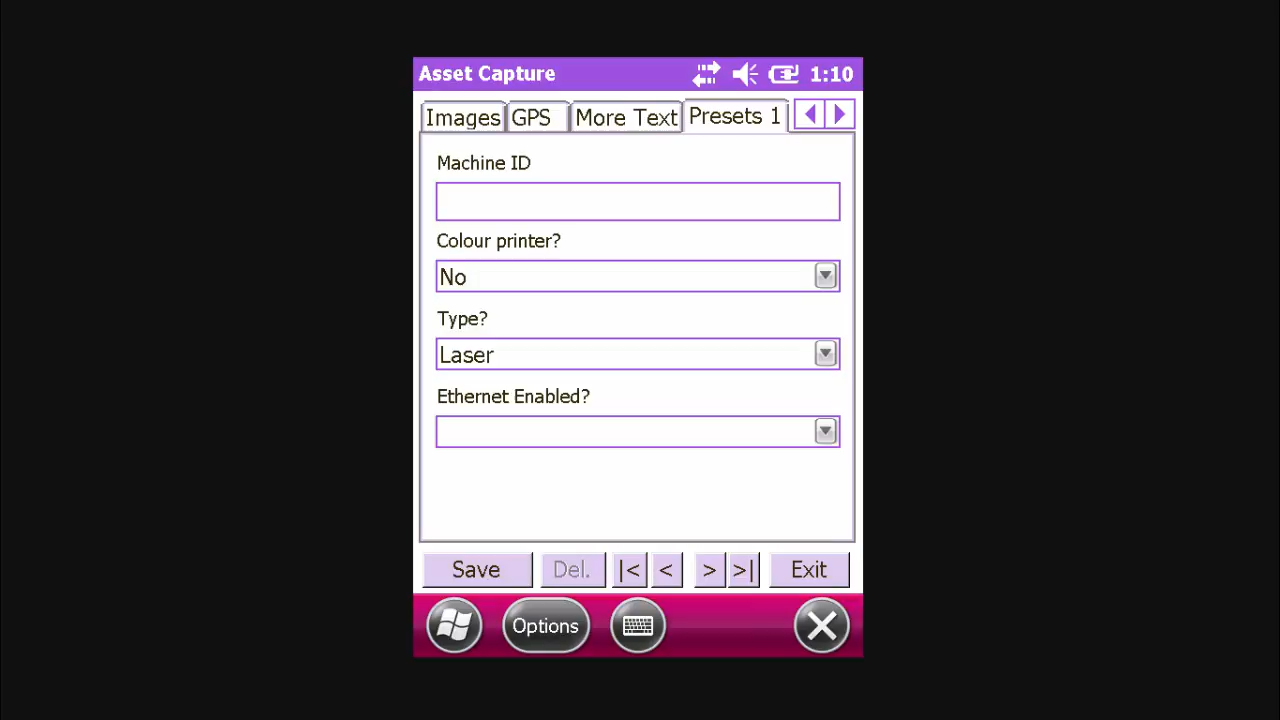 Asset Capture 1:10
Images GPS More Text Presets 1
Machine ID
Colour printer?
No
Type?
Laser
Ethernet Enabled?
Save Del. |< < > >| Exit
Options